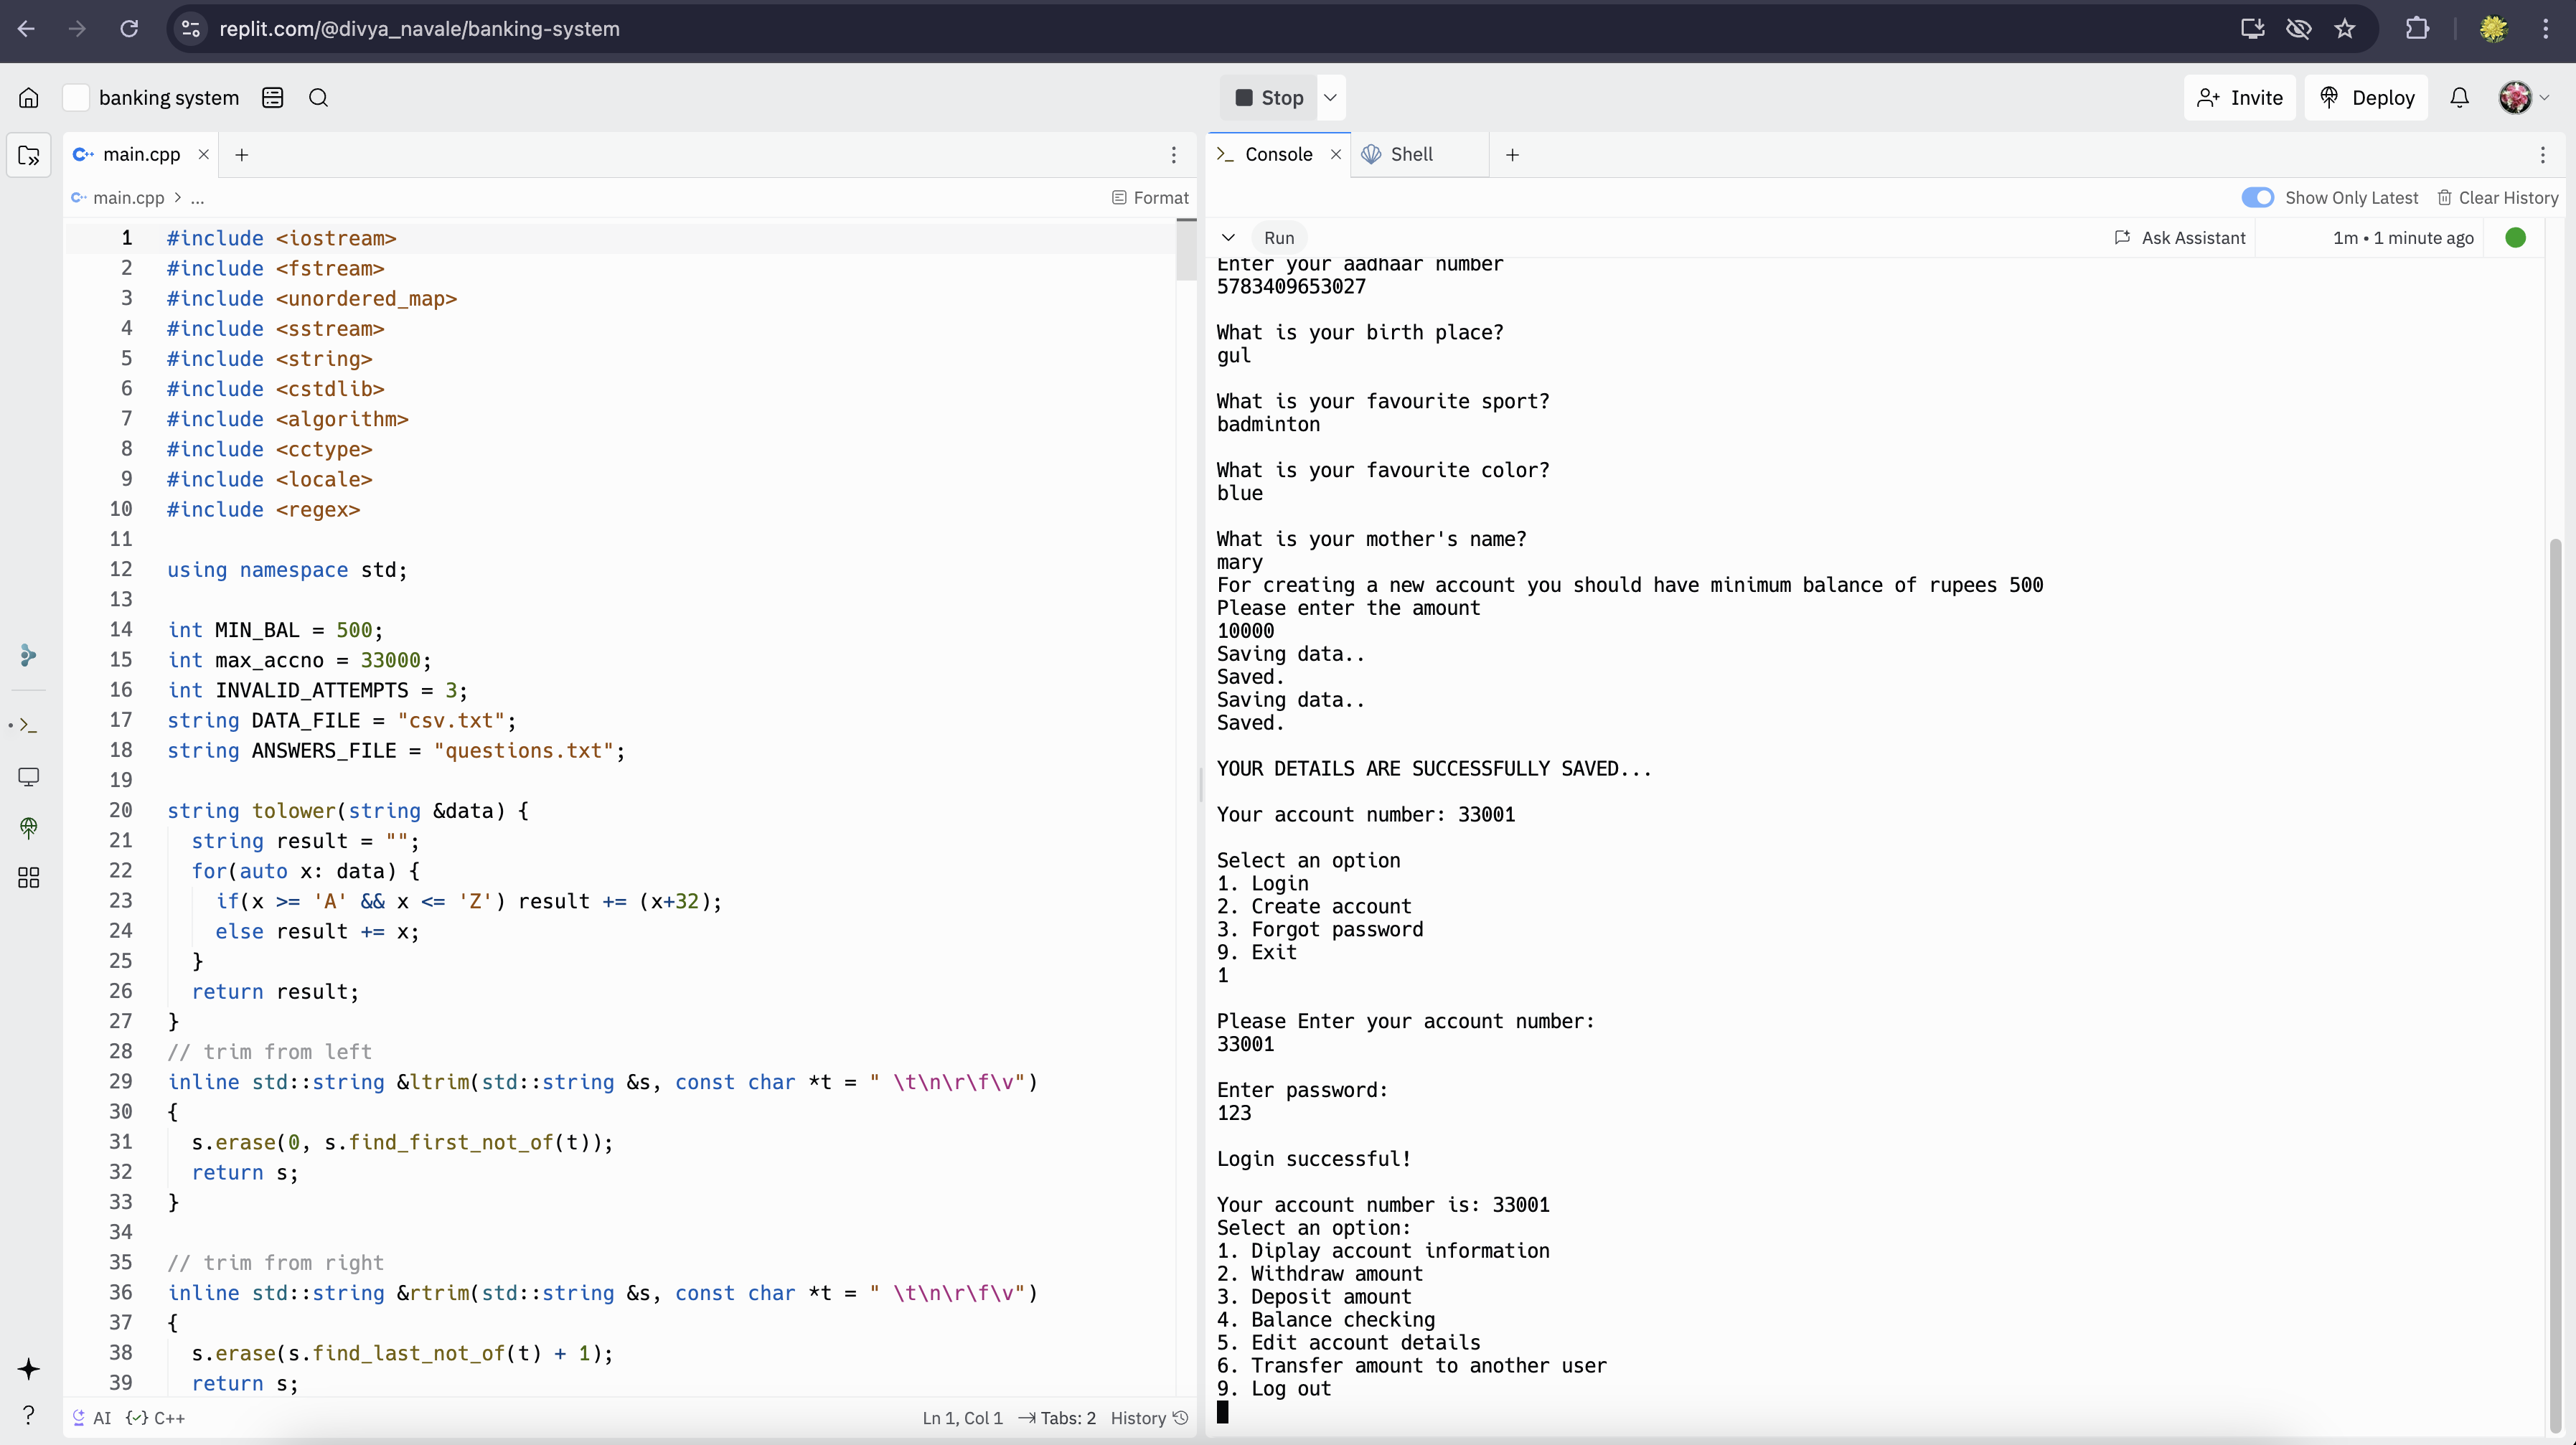 replit.com/@divya_navale/banking-system
banking system
Stop
Invite
Deploy
main.cpp
Console
Shell
main.cpp > ...
Format
Show Only Latest
Clear History
1 #include <iostream>
2 #include <fstream>
3 #include <unordered_map>
4 #include <sstream>
5 #include <string>
6 #include <cstdlib>
7 #include <algorithm>
8 #include <cctype>
9 #include <locale>
10 #include <regex>
11
12 using namespace std;
13
14 int MIN_BAL = 500;
15 int max_accno = 33000;
16 int INVALID_ATTEMPTS = 3;
17 string DATA_FILE = "csv.txt";
18 string ANSWERS_FILE = "questions.txt";
19
20 string tolower(string &data) {
21 string result = "";
22 for(auto x: data) {
23 if(x >= 'A' && x <= 'Z') result += (x+32);
24 else result += x;
25 }
26 return result;
27 }
28 // trim from left
29 inline std::string &ltrim(std::string &s, const char *t = " \t\n\r\f\v")
30 {
31 s.erase(0, s.find_first_not_of(t));
32 return s;
33 }
34
35 // trim from right
36 inline std::string &rtrim(std::string &s, const char *t = " \t\n\r\f\v")
37 {
38 s.erase(s.find_last_not_of(t) + 1);
39 return s;
AI {✓} C++
Ln 1, Col 1
Tabs: 2
History
Run
Ask Assistant
1m • 1 minute ago
Enter your aadhaar number
5783409653027
What is your birth place?
gul
What is your favourite sport?
badminton
What is your favourite color?
blue
What is your mother's name?
mary
For creating a new account you should have minimum balance of rupees 500
Please enter the amount
10000
Saving data..
Saved.
Saving data..
Saved.
YOUR DETAILS ARE SUCCESSFULLY SAVED...
Your account number: 33001
Select an option
1. Login
2. Create account
3. Forgot password
9. Exit
1
Please Enter your account number:
33001
Enter password:
123
Login successful!
Your account number is: 33001
Select an option:
1. Diplay account information
2. Withdraw amount
3. Deposit amount
4. Balance checking
5. Edit account details
6. Transfer amount to another user
9. Log out